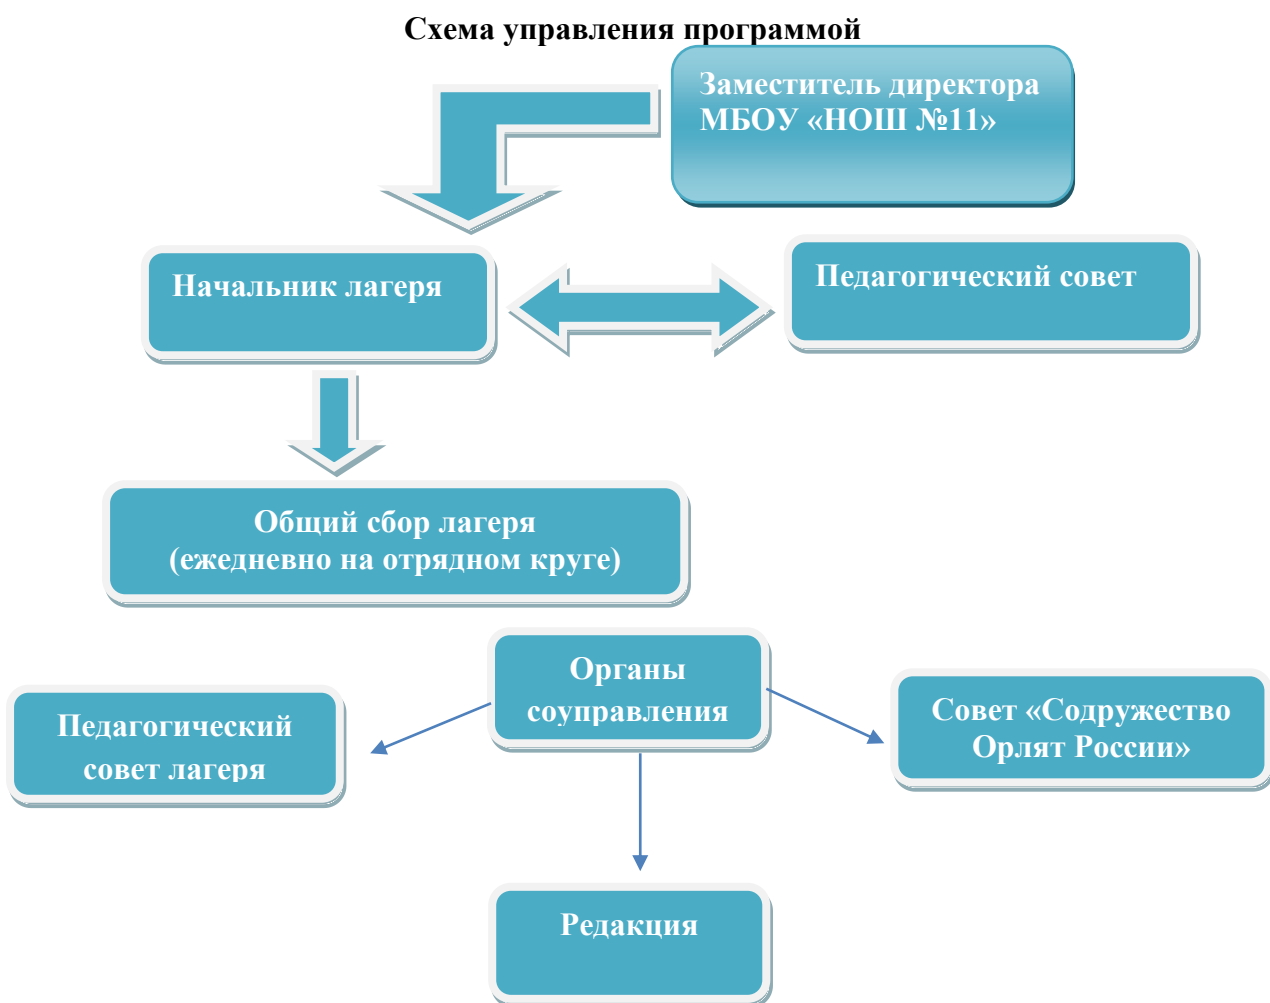 Схема управления программой
Заместитель директора
МБОУ «НОШ №11»
Начальник лагеря
Педагогический совет
Общий сбор лагеря
(ежедневно на отрядном круге)
Органы
соуправления
Педагогический
совет лагеря
Совет «Содружество
Орлят России»
Редакция